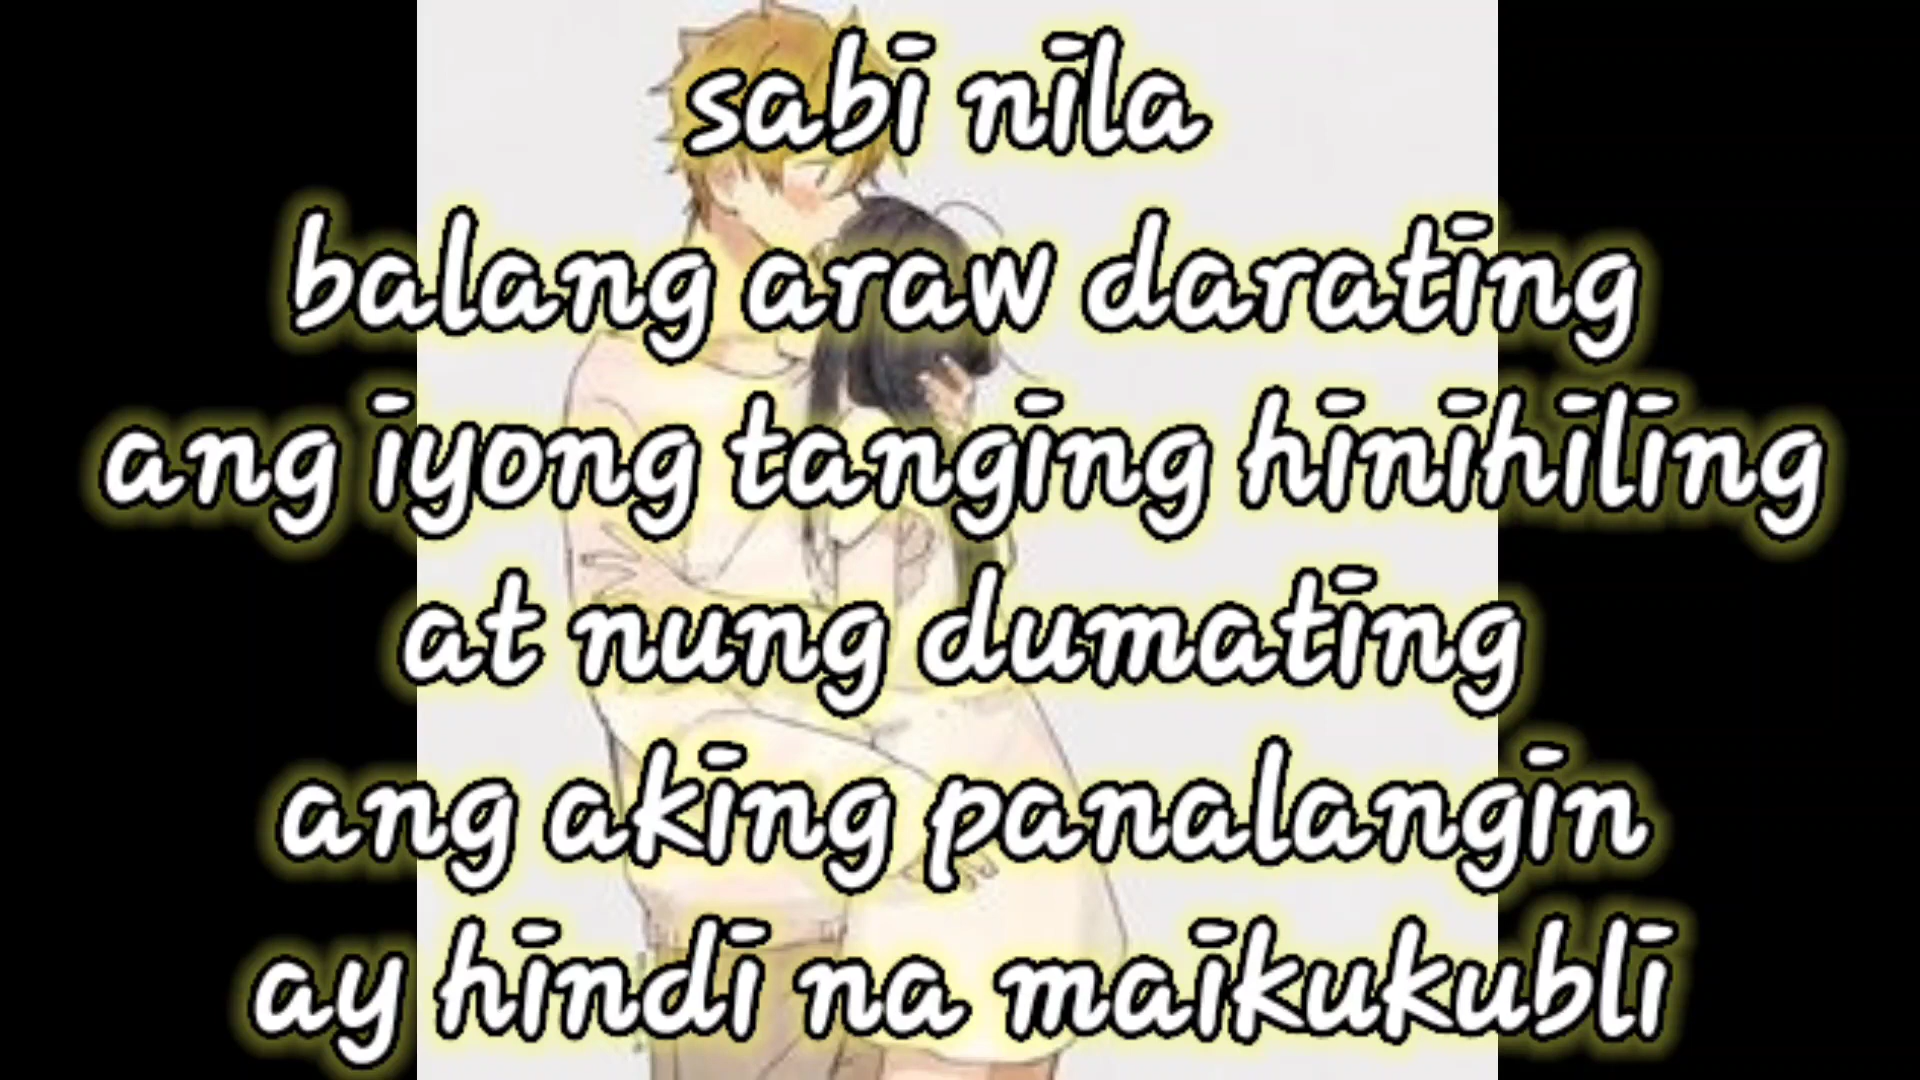 sabi nila
balang araw darating
ang iyong tanging hinihiling
at nung dumating
ang aking panalangin
ay hindi na maikukubli